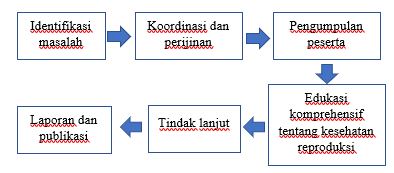 Identifikasi
masalah
Koordinasi dan
perijinan
Pengumpulan
peserta
Edukasi
komprehensif
tentang kesehatan
reproduksi
Tindak lanjut
Laporan dan
publikasi